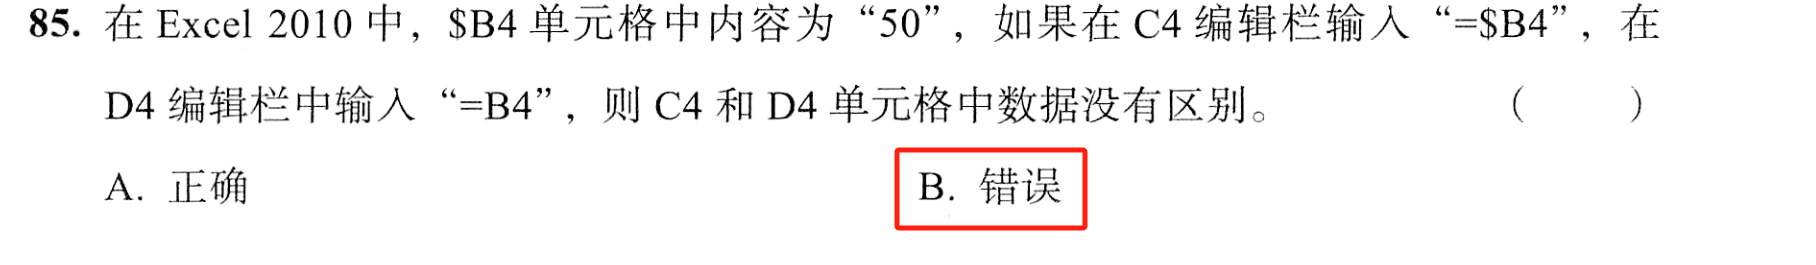 85. 在 Excel 2010 中，$B4 单元格中内容为“50”，如果在 C4 编辑栏输入“=$B4”，在
D4 编辑栏中输入“=B4”，则 C4 和 D4 单元格中数据没有区别。 （ ）
A. 正确 B. 错误